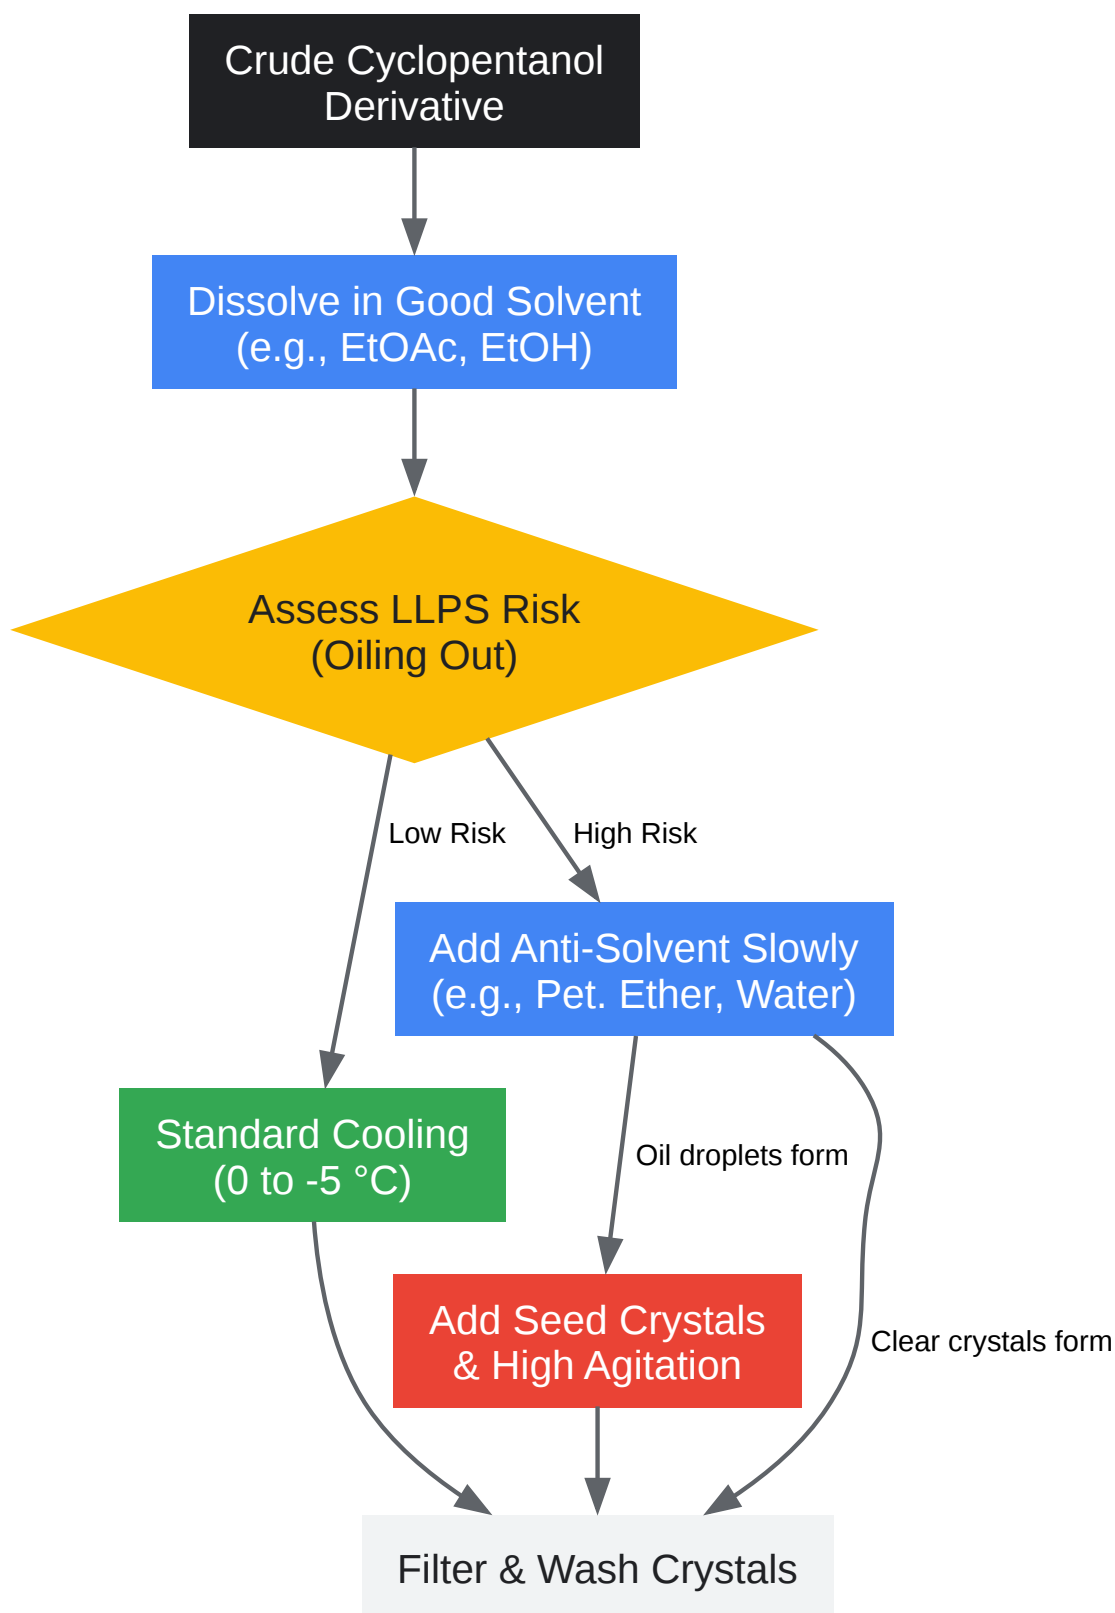 Crude Cyclopentanol
Derivative
Dissolve in Good Solvent
(e.g., EtOAc, EtOH)
Assess LLPS Risk
(Oiling Out)
Low Risk
High Risk
Add Anti-Solvent Slowly
(e.g., Pet. Ether, Water)
Standard Cooling
(0 to -5 °C)
Oil droplets form
Add Seed Crystals
& High Agitation
Clear crystals form
Filter & Wash Crystals